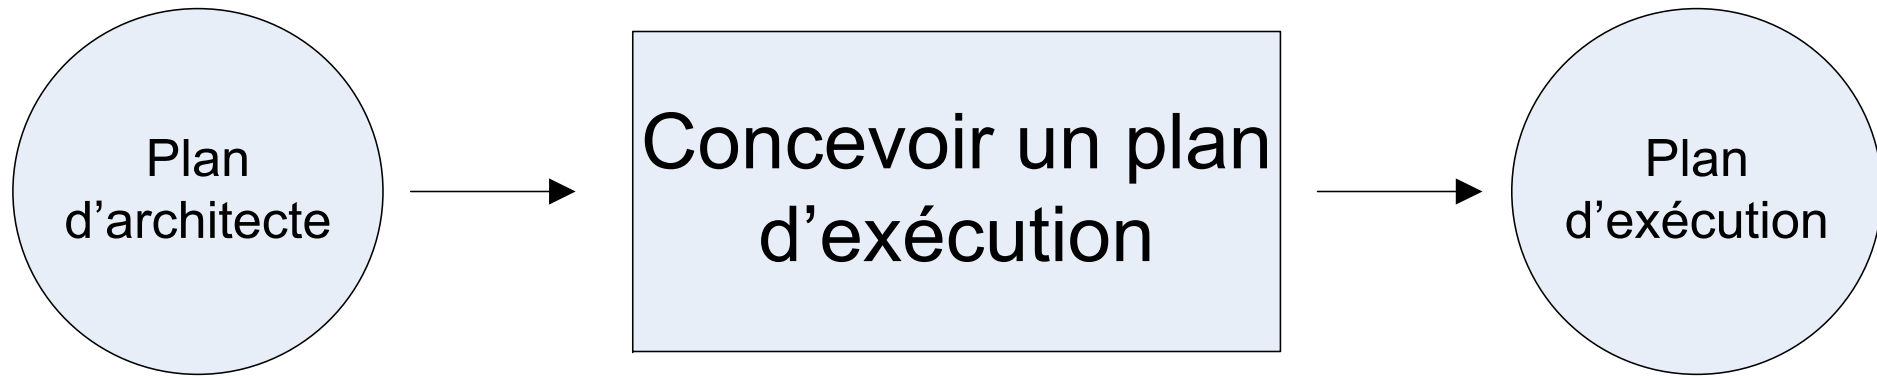 Plan
d’architecte
Concevoir un plan
d’exécution
Plan
d’exécution